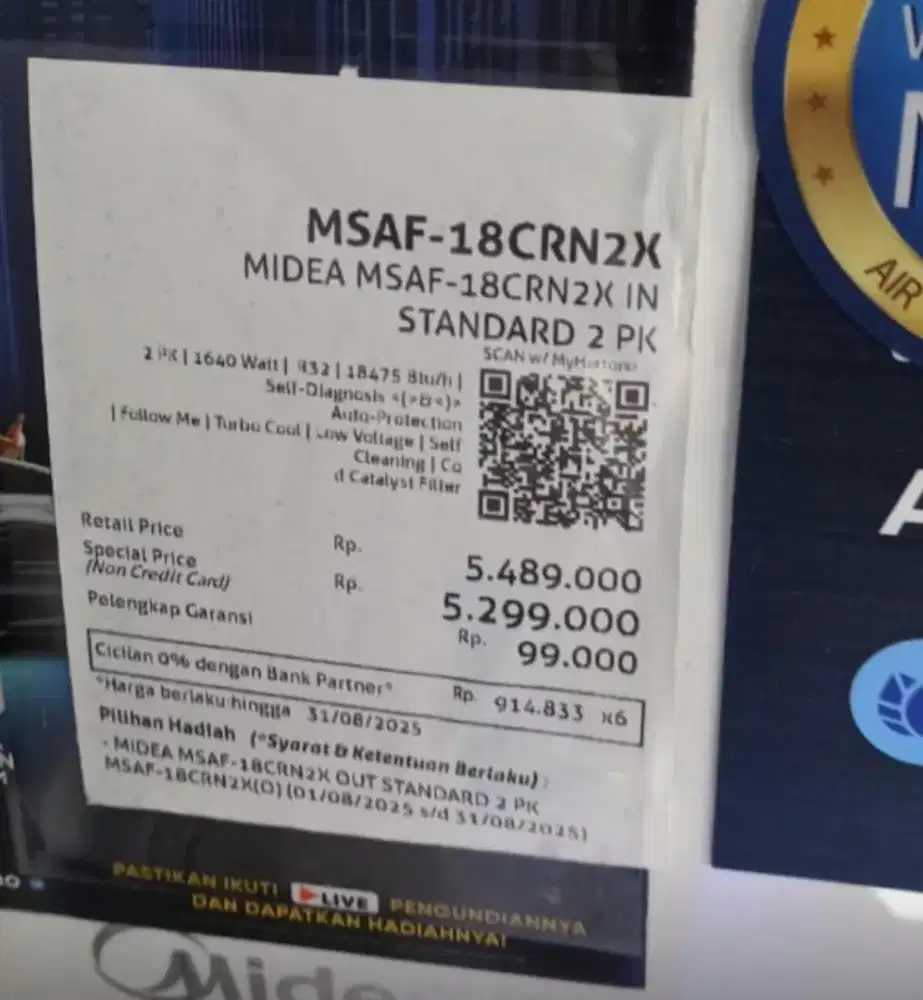 MSAF-18CRN2X
MIDEA MSAF-18CRN2X IN
STANDARD 2 PK
SCAN w/
2 PK | 1640 Watt | R32 | 18475 Btu/h |
Self-Diagnosis <(>&<)>
Auto-Protection
| Follow Me | Turbo Cool | Low Voltage | Self
Cleaning | Co
d Catalyst Filter
Retail Price Rp. 5.489.000
Special Price Rp. 5.299.000
(Non Credit Card)
Pelengkap Garansi Rp. 99.000
Cicilan 0% dengan Bank Partner* Rp. 914.833 x6
*Harga berlaku hingga 31/08/2025
Pilihan Hadiah (*Syarat & Ketentuan Berlaku) :
- MIDEA MSAF-18CRN2X OUT STANDARD 2 PK
MSAF-18CRN2X(O) (01/08/2025 s/d 31/08/2025)
PASTIKAN IKUTI LIVE PENGUNDIANNYA
DAN DAPATKAN HADIAHNYA!
AIR